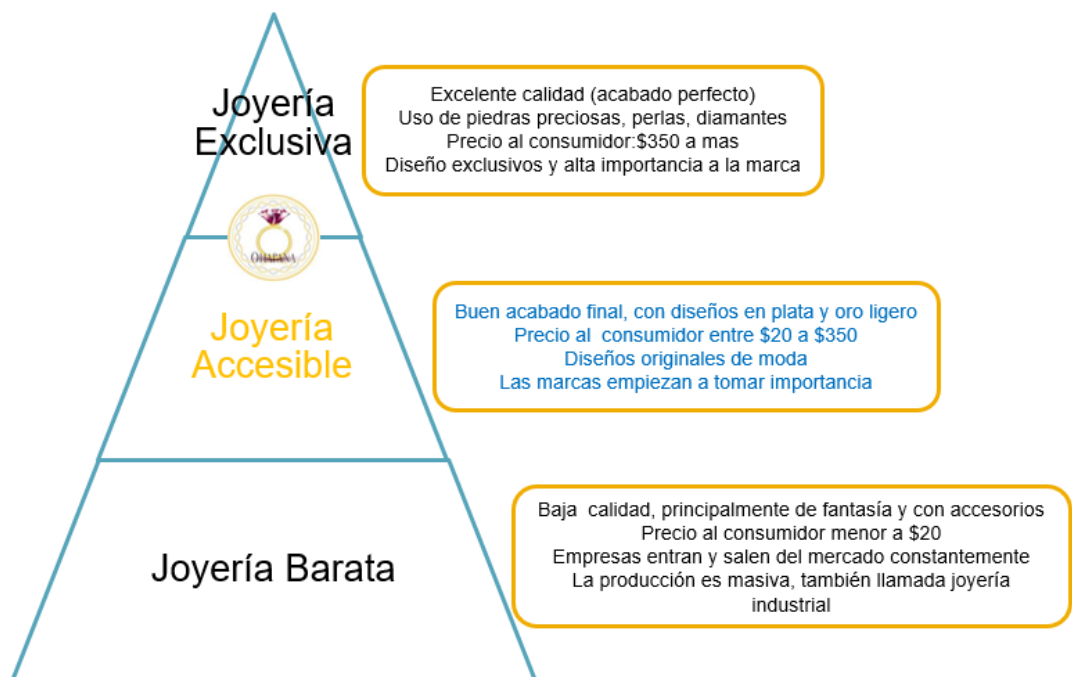 Joyería
Exclusiva
Excelente calidad (acabado perfecto)
Uso de piedras preciosas, perlas, diamantes
Precio al consumidor:$350 a mas
Diseño exclusivos y alta importancia a la marca
Joyería
Accesible
Buen acabado final, con diseños en plata y oro ligero
Precio al consumidor entre $20 a $350
Diseños originales de moda
Las marcas empiezan a tomar importancia
Joyería Barata
Baja calidad, principalmente de fantasía y con accesorios
Precio al consumidor menor a $20
Empresas entran y salen del mercado constantemente
La producción es masiva, también llamada joyería
industrial